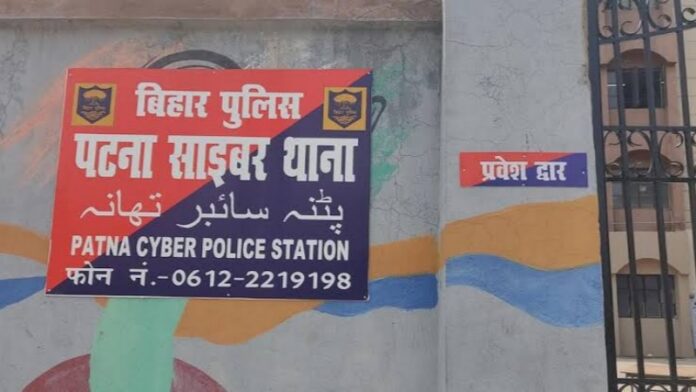 बिहार पुलिस
पटना साइबर थाना
پٹنہ سائبر تھانہ
PATNA CYBER POLICE STATION
फोन नं.-0612-2219198
प्रवेश द्वार